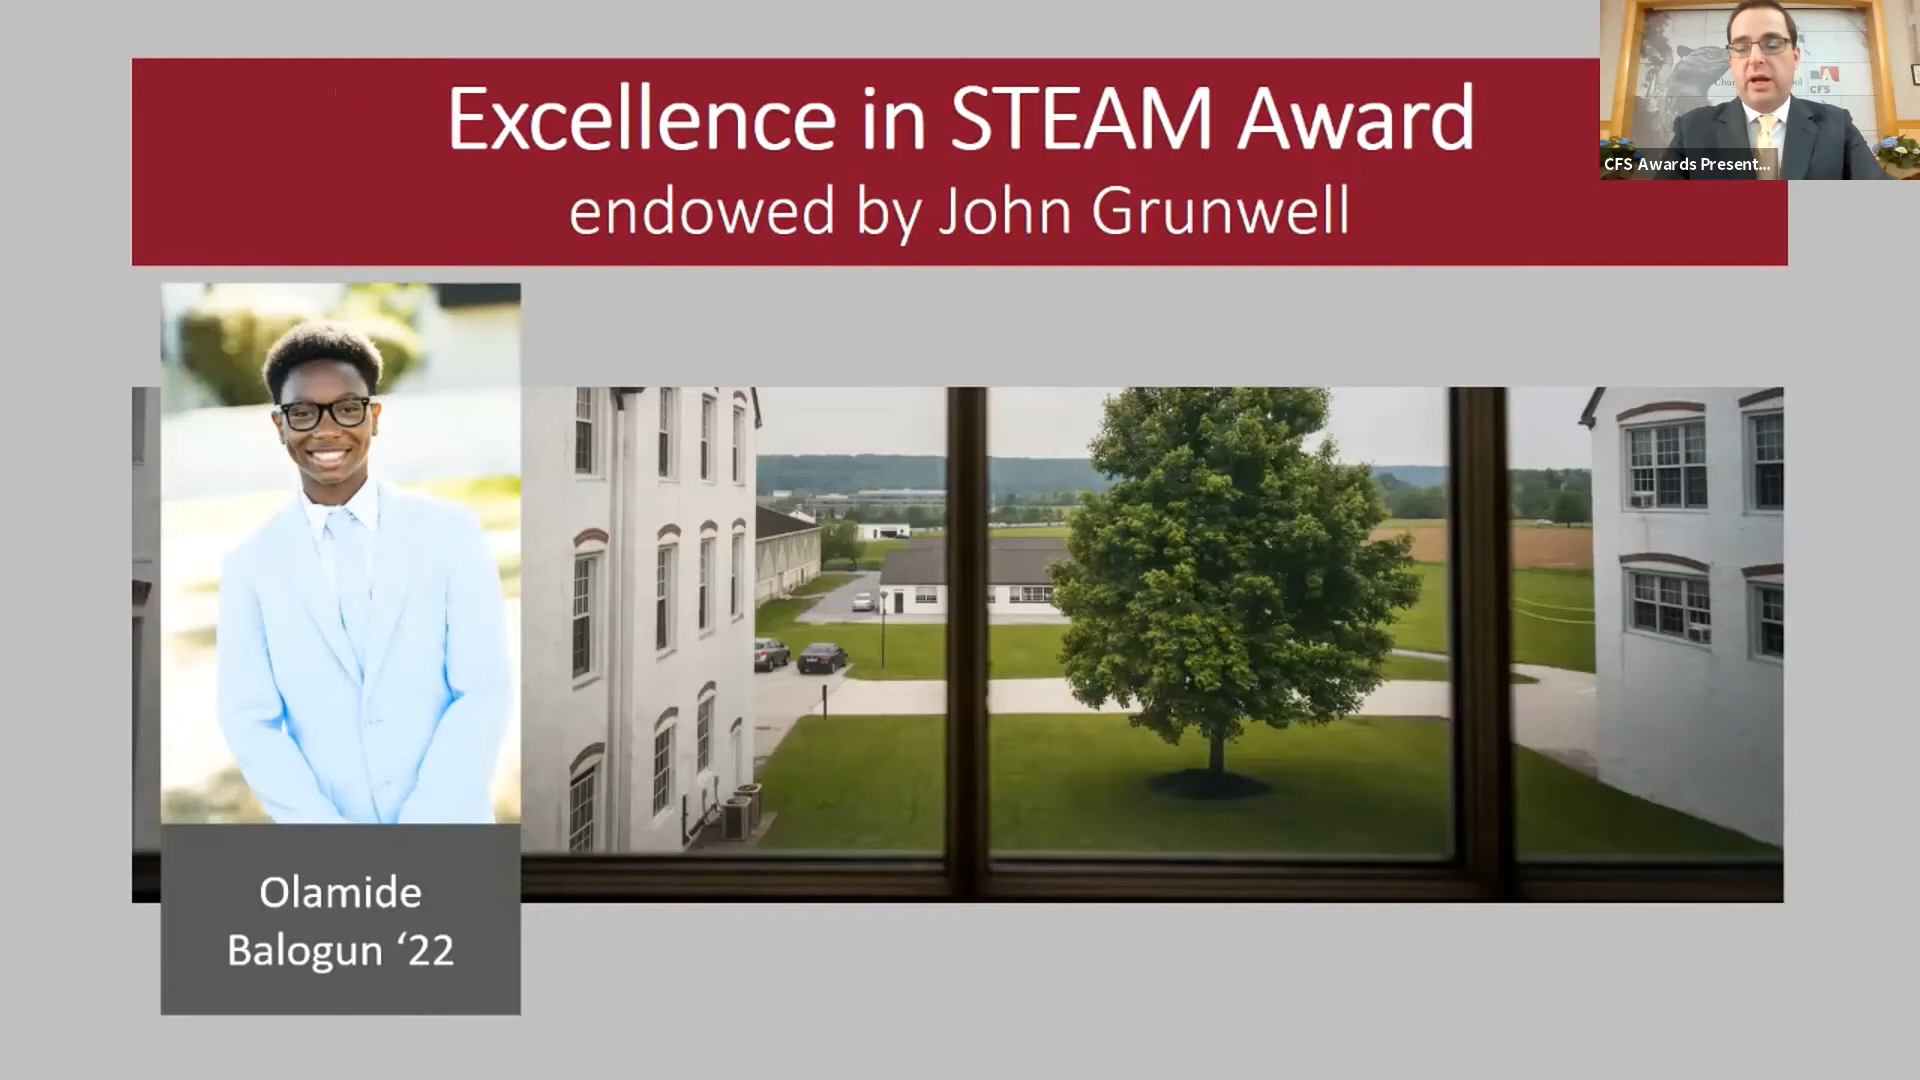 Excellence in STEAM Award
endowed by John Grunwell
CFS
CFS Awards Present...
Olamide
Balogun ‘22